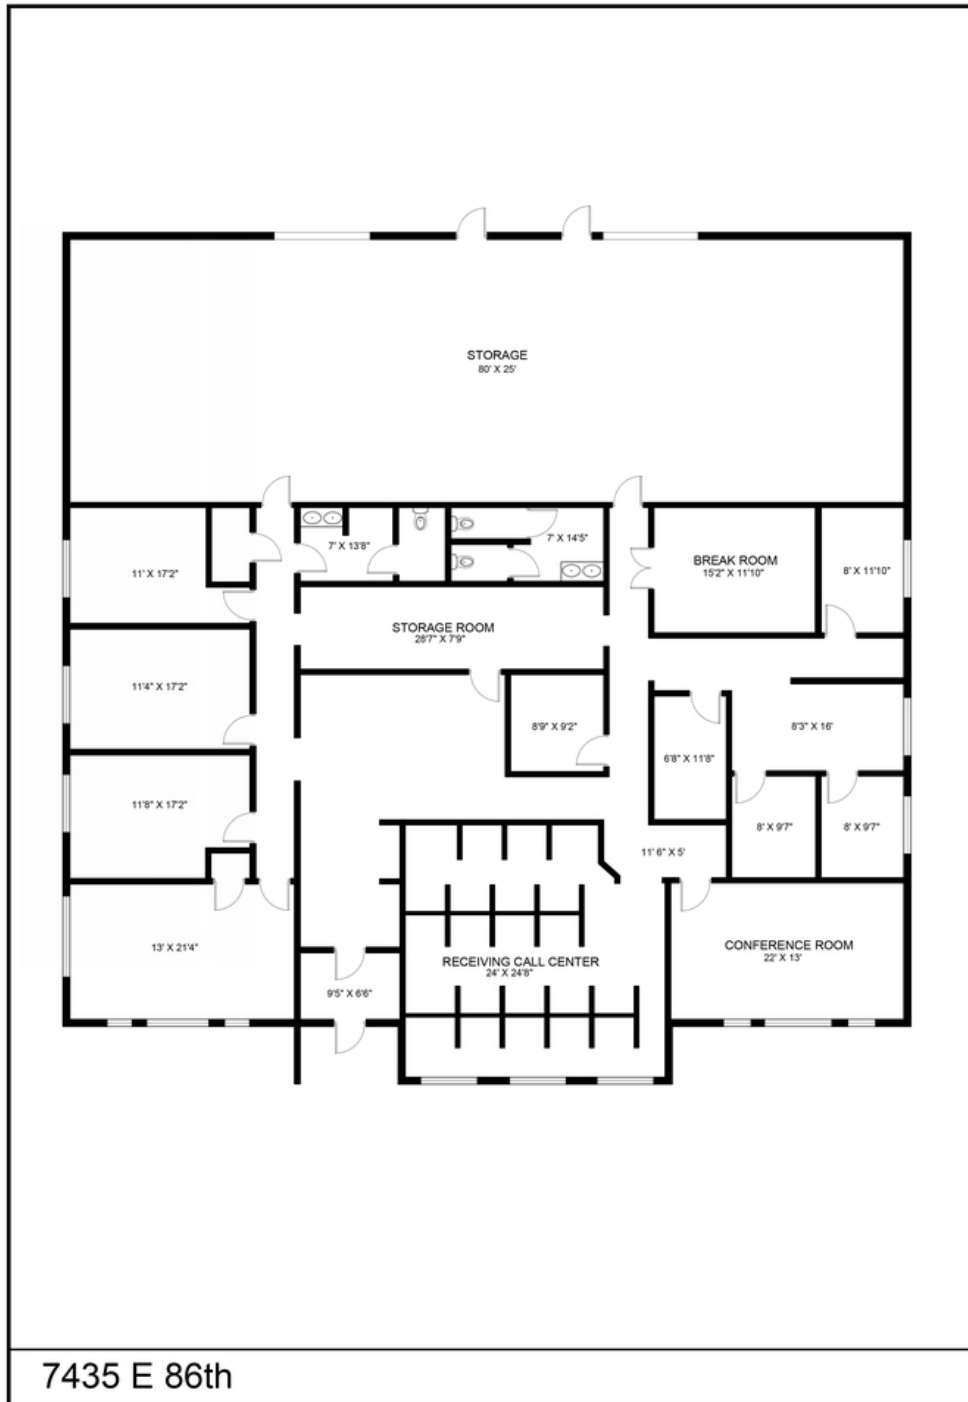 STORAGE
80' X 25'
11' X 17'2"
7' X 13'8"
7' X 14'5"
BREAK ROOM
15'2" X 11'10"
8' X 11'10"
STORAGE ROOM
28'7" X 7'9"
11'4" X 17'2"
8'9" X 9'2"
6'8" X 11'8"
8'3" X 16'
11'8" X 17'2"
8' X 9'7"
8' X 9'7"
11' 6" X 5'
13' X 21'4"
RECEIVING CALL CENTER
24' X 24'8"
CONFERENCE ROOM
22' X 13'
9'5" X 6'6"
7435 E 86th